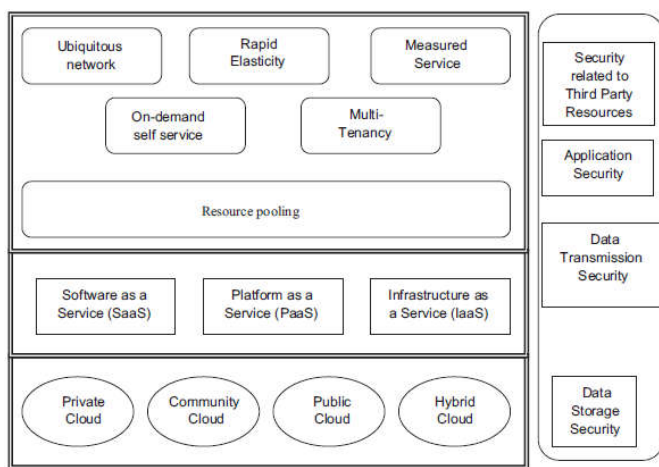 Ubiquitous
network
Rapid
Elasticity
Measured
Service
On-demand
self service
Multi-
Tenancy
Resource pooling
Software as a
Service (SaaS)
Platform as a
Service (PaaS)
Infrastructure as
a Service (IaaS)
Private
Cloud
Community
Cloud
Public
Cloud
Hybrid
Cloud
Security
related to
Third Party
Resources
Application
Security
Data
Transmission
Security
Data
Storage
Security